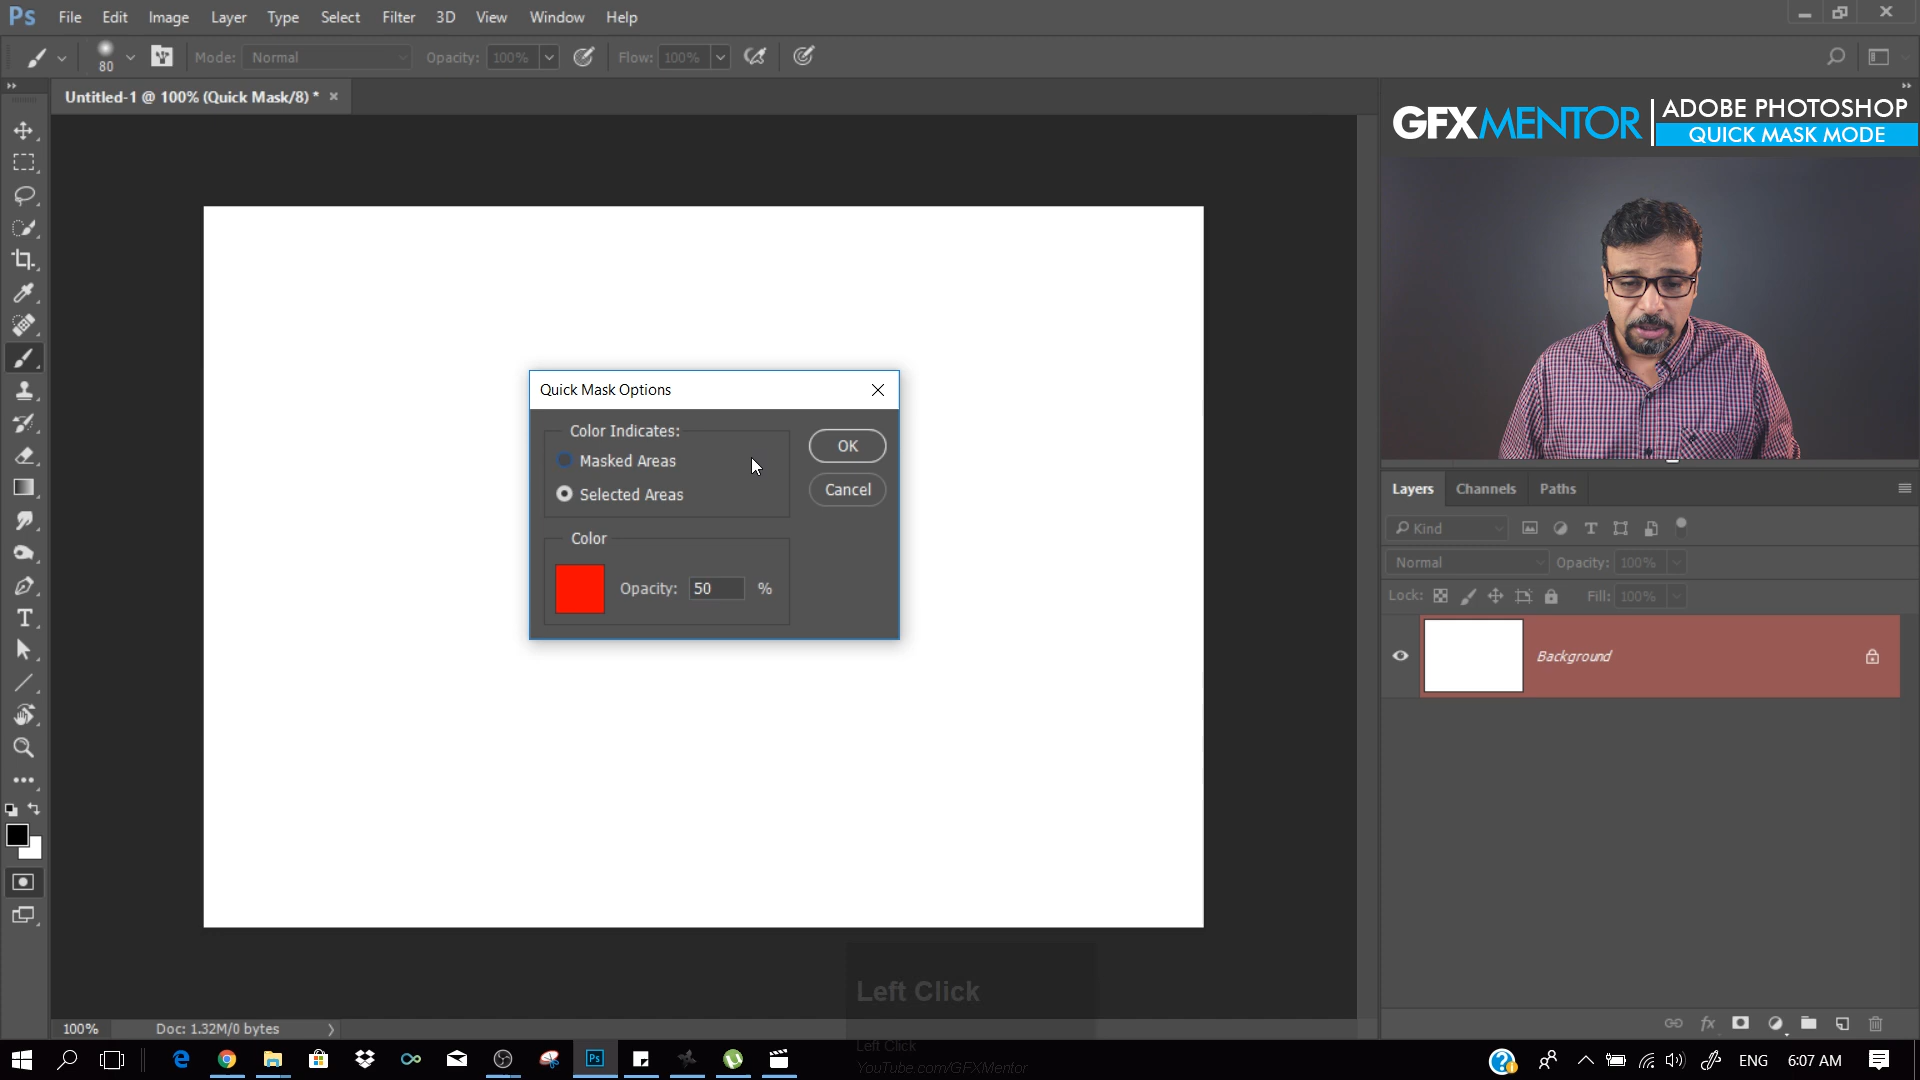 Ps File Edit Image Layer Type Select Filter 3D View Window Help
80 Mode: Normal Opacity: 100% Flow: 100%
Untitled-1 @ 100% (Quick Mask/8) * ×
GFXMENTOR
ADOBE PHOTOSHOP
QUICK MASK MODE
Quick Mask Options
Color Indicates:
Masked Areas
Selected Areas
OK
Cancel
Color
Opacity: 50 %
Layers Channels Paths
Kind
Normal Opacity: 100%
Lock: Fill: 100%
Background
fx
Left Click
100% Doc: 1.32M/0 bytes
Left Click
YouTube.com/GFXMentor
Ps
ENG 6:07 AM